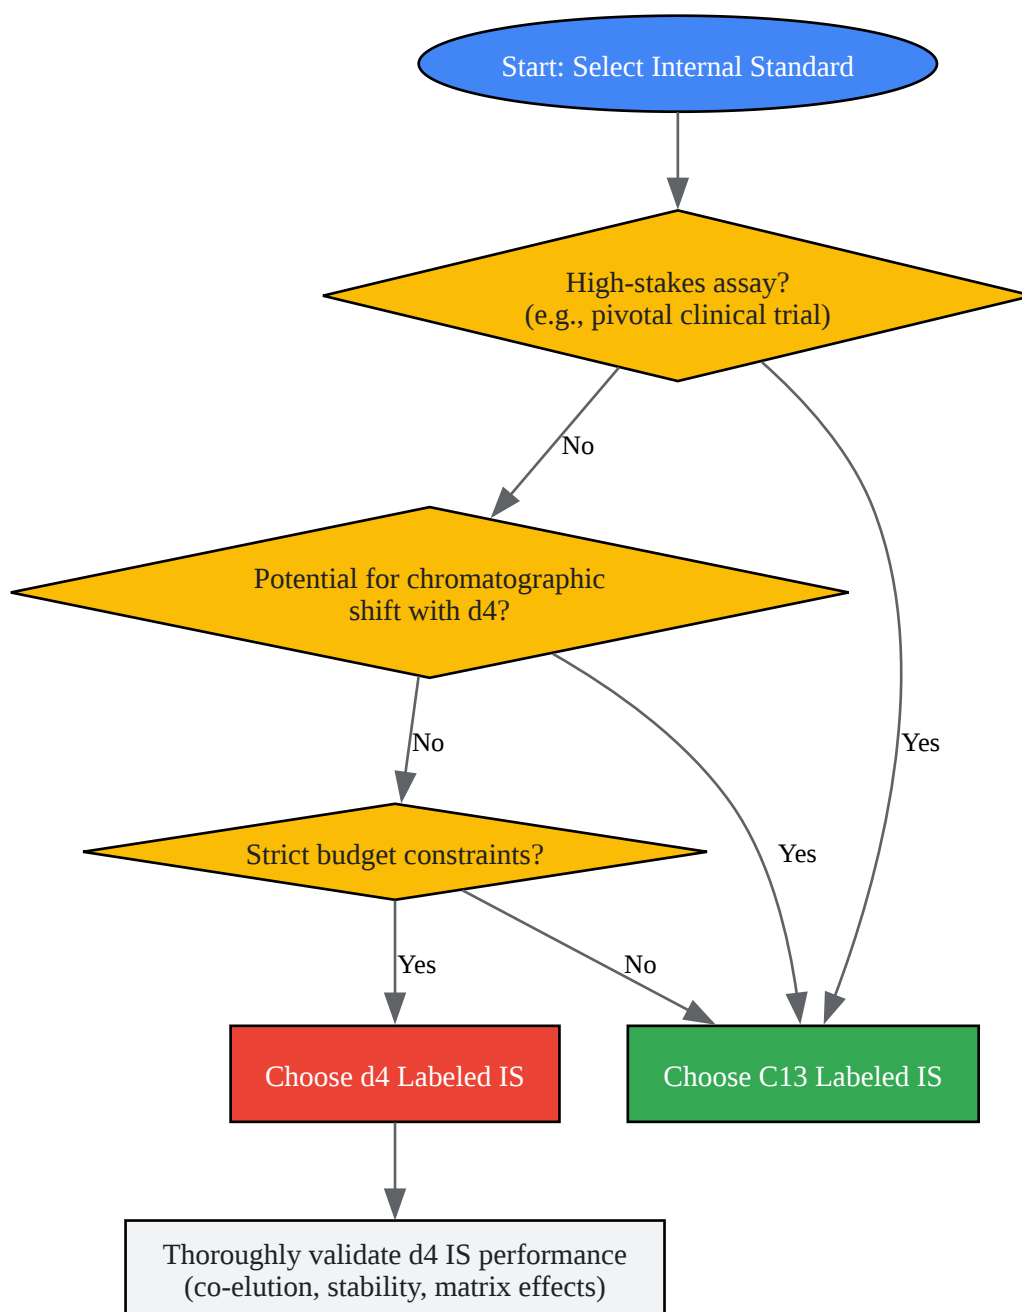 Start: Select Internal Standard
High-stakes assay?
(e.g., pivotal clinical trial)
No
Potential for chromatographic
shift with d4?
No
Yes
Strict budget constraints?
Yes
Yes
No
Choose d4 Labeled IS
Choose C13 Labeled IS
Thoroughly validate d4 IS performance
(co-elution, stability, matrix effects)